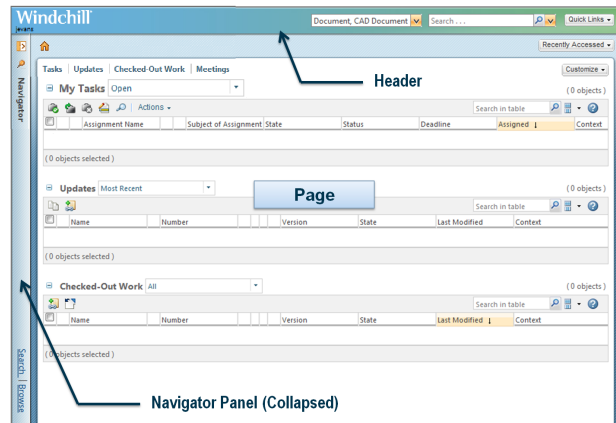 Windchill
jevans
Document, CAD Document
Search . . .
Quick Links
Recently Accessed
Navigator
Search | Browse
Tasks | Updates | Checked-Out Work | Meetings
Customize
My Tasks Open
(0 objects)
Actions
Search in table
Assignment Name Subject of Assignment State Status Deadline Assigned Context
(0 objects selected )
Updates Most Recent
(0 objects)
Search in table
Name Number Version State Last Modified Context
(0 objects selected )
Checked-Out Work All
(0 objects)
Search in table
Name Number Version State Last Modified Context
(0 objects selected )
Header
Page
Navigator Panel (Collapsed)